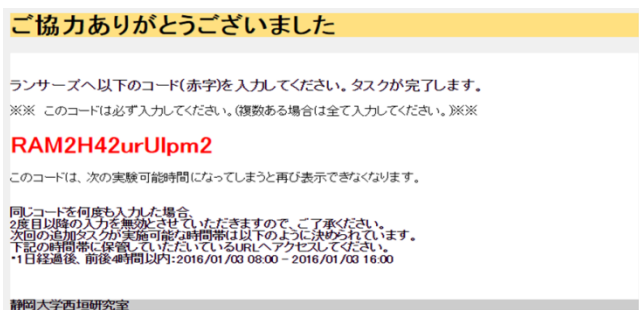 ご協力ありがとうございました
ランサーズへ以下のコード(赤字)を入力してください。タスクが完了します。
※※ このコードは必ず入力してください。(複数ある場合は全て入力してください。)※※
RAM2H42urUlpm2
このコードは、次の実験可能時間になってしまうと再び表示できなくなります。
同じコードを何度も入力した場合、
2度目以降の入力を無効とさせていただきますので、ご了承ください。
次回の追加タスクが実施可能な時間帯は以下のように決められています。
下記の時間帯に保管していただいているURLへアクセスしてください。
*1日経過後、前後4時間以内:2016/01/03 08:00 - 2016/01/03 16:00
静岡大学西垣研究室